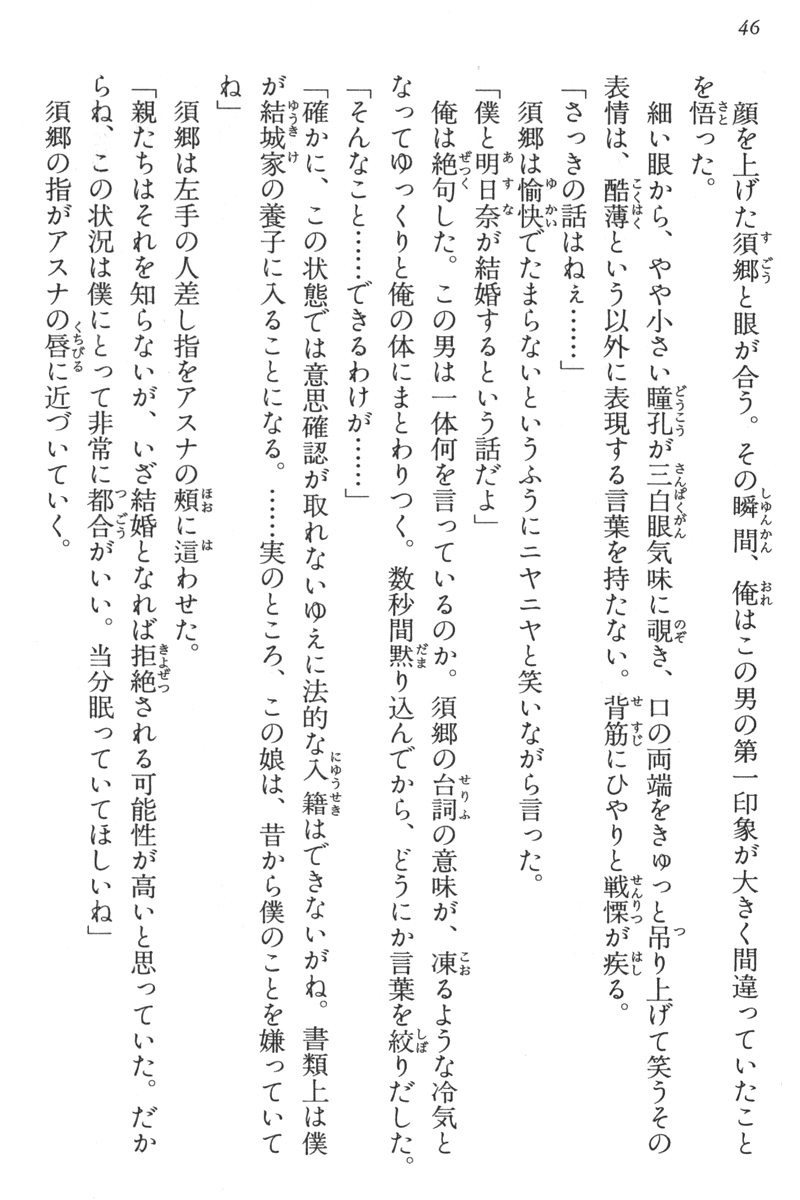 46
顔を上げた須郷と眼が合う。その瞬間、俺はこの男の第一印象が大きく間違っていたこと
を悟った。
細い眼から、やや小さい瞳孔が三白眼気味に覗き、口の両端をきゅっと吊り上げて笑うその
表情は、酷薄という以外に表現する言葉を持たない。背筋にひやりと戦慄が疾る。
「さっきの話はねぇ……」
須郷は愉快でたまらないというふうにニヤニヤと笑いながら言った。
「僕と明日奈が結婚するという話だよ」
俺は絶句した。この男は一体何を言っているのか。須郷の台詞の意味が、凍るような冷気と
なってゆっくりと俺の体にまとわりつく。数秒間黙り込んでから、どうにか言葉を絞りだした。
「そんなこと……できるわけが……」
「確かに、この状態では意思確認が取れないゆえに法的な入籍はできないがね。書類上は僕
が結城家の養子に入ることになる。……実のところ、この娘は、昔から僕のことを嫌っていて
ね」
須郷は左手の人差し指をアスナの頰に這わせた。
「親たちはそれを知らないが、いざ結婚となれば拒絶される可能性が高いと思っていた。だか
らね、この状況は僕にとって非常に都合がいい。当分眠っていてほしいね」
須郷の指がアスナの唇に近づいていく。